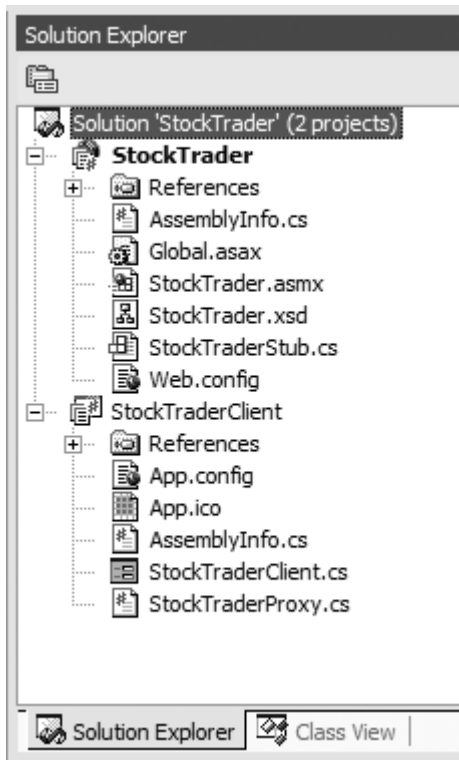 Solution Explorer
Solution 'StockTrader' (2 projects)
StockTrader
References
AssemblyInfo.cs
Global.asax
StockTrader.asmx
StockTrader.xsd
StockTraderStub.cs
Web.config
StockTraderClient
References
App.config
App.ico
AssemblyInfo.cs
StockTraderClient.cs
StockTraderProxy.cs
Solution Explorer Class View